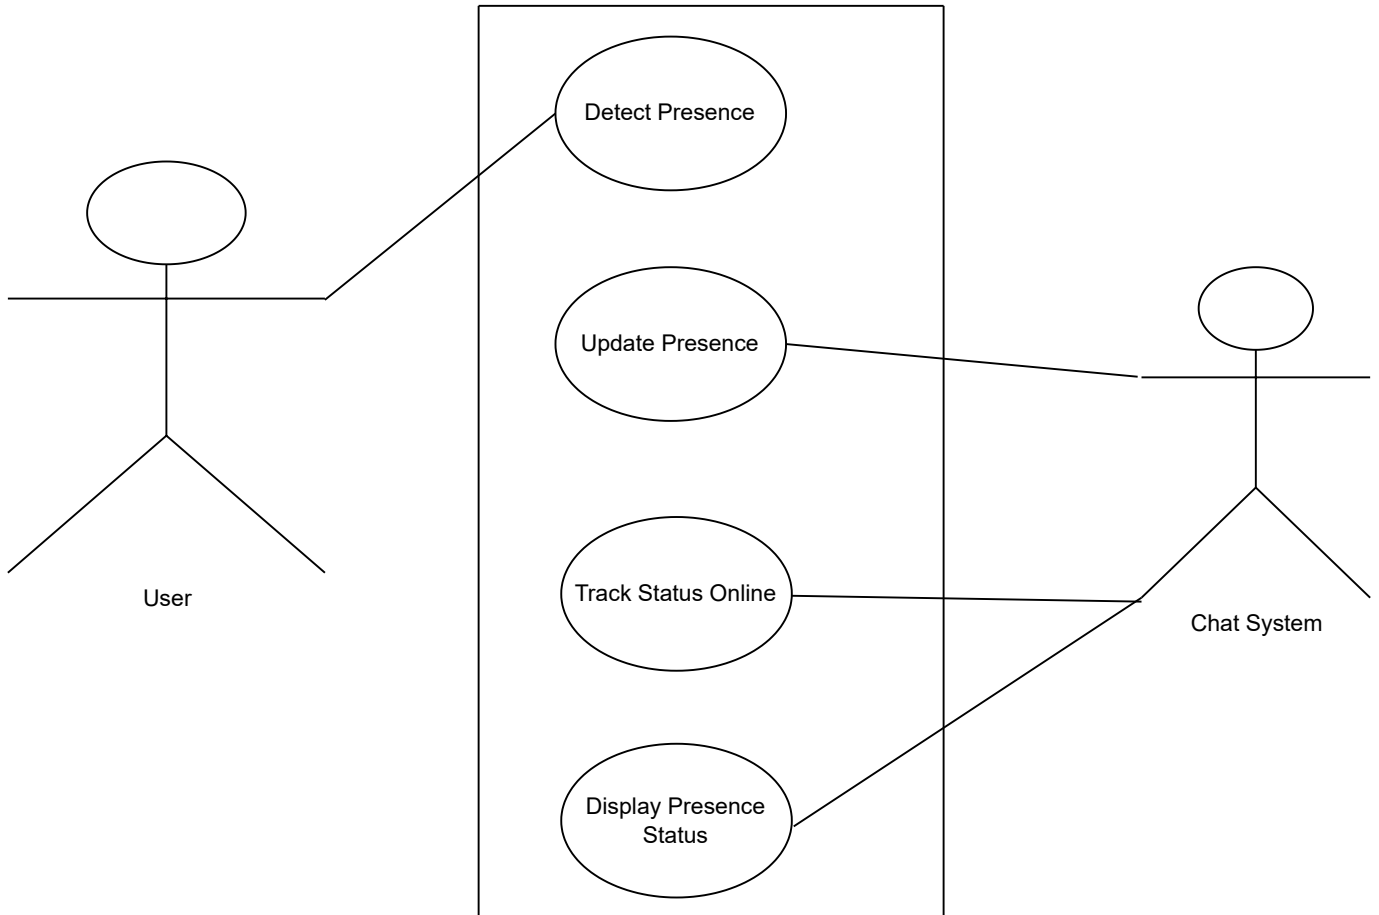 Detect Presence
Update Presence
User
Track Status Online
Chat System
Display Presence
Status